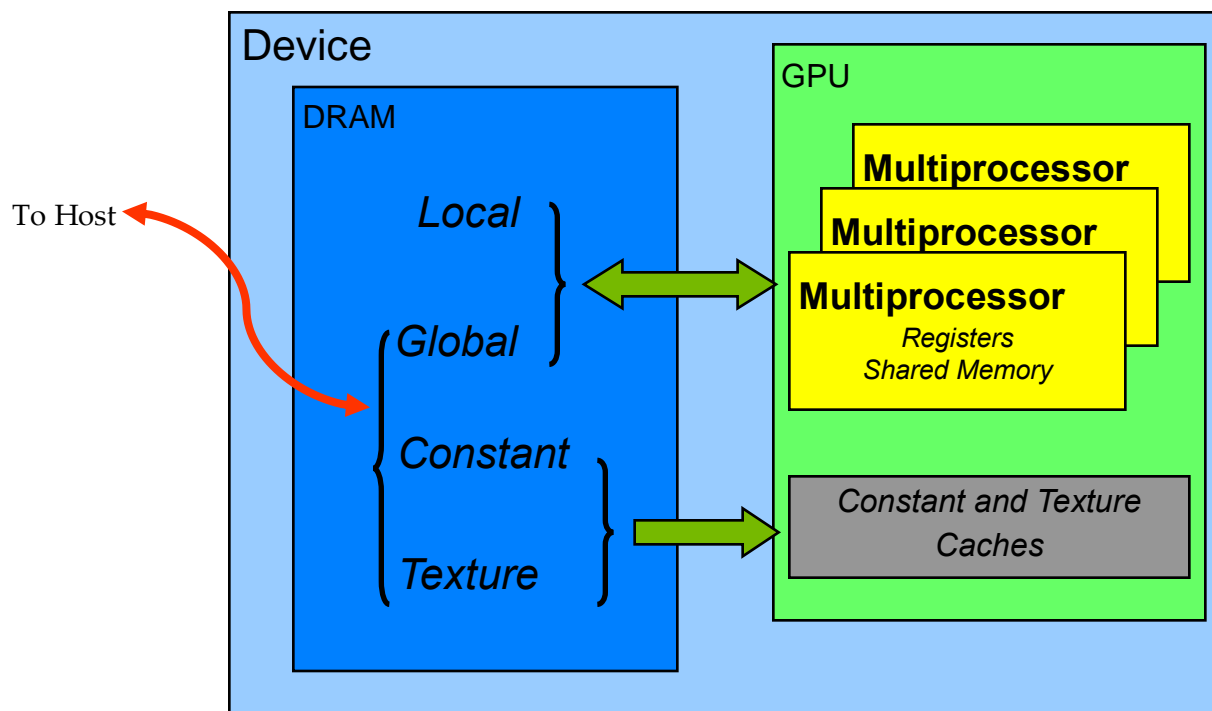 Device
DRAM
Local
Global
Constant
Texture
To Host
GPU
Multiprocessor
Multiprocessor
Multiprocessor
Registers
Shared Memory
Constant and Texture
Caches